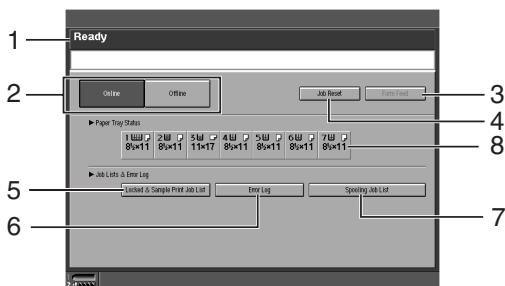 1 Ready
2 Online Offline Job Reset Form Feed 3
4
▶ Paper Tray Status
1 2 3 4 5 6 7
8½×11 8½×11 11×17 8½×11 8½×11 8½×11 8½×11 8
▶ Job Lists & Error Log
5 Locked & Sample Print Job List Error Log Spooling Job List
6 7